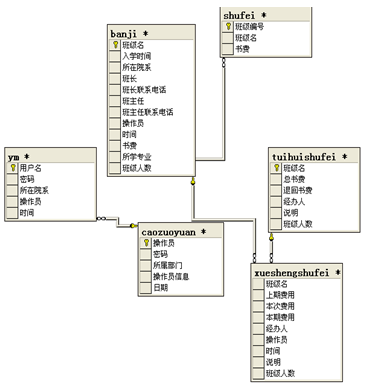 banji *
班级名
入学时间
所在院系
班长
班长联系电话
班主任
班主任联系电话
操作员
时间
书费
所学专业
班级人数
shufei *
班级编号
班级名
书费
ym *
用户名
密码
所在院系
操作员
时间
caozuoyuan *
操作员
密码
所属部门
操作员信息
日期
tuihuishufei *
班级名
总书费
退回书费
经办人
说明
班级人数
xueshengshufei *
班级名
上期费用
本次费用
本期费用
经办人
操作员
时间
说明
班级人数